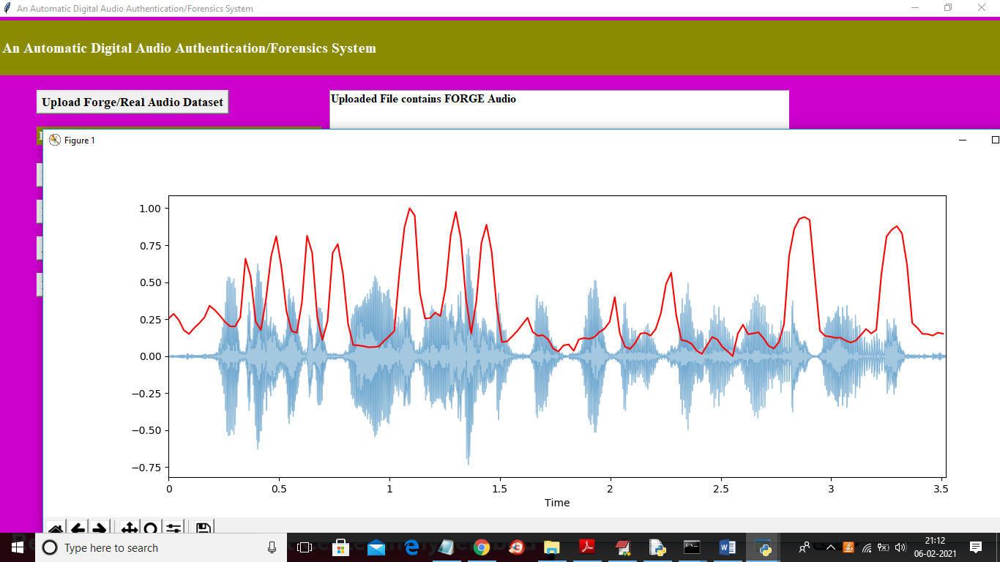 An Automatic Digital Audio Authentication/Forensics System
An Automatic Digital Audio Authentication/Forensics System
Upload Forge/Real Audio Dataset
Uploaded File contains FORGE Audio
Figure 1
1.00
0.75
0.50
0.25
0.00
−0.25
−0.50
−0.75
0 0.5 1 1.5 2 2.5 3 3.5
Time
Type here to search
21:12
06-02-2021